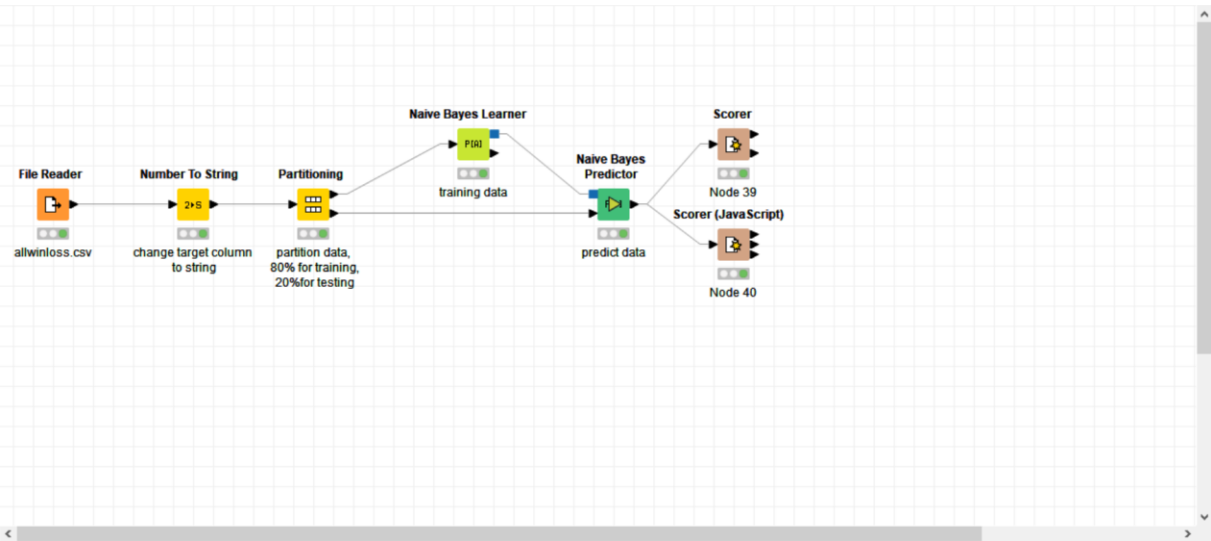 Naive Bayes Learner
Scorer
P(A)
Naive Bayes
Predictor
training data
Node 39
File Reader
Number To String
Partitioning
2▸S
Scorer (JavaScript)
allwinloss.csv
change target column
to string
partition data,
80% for training,
20%for testing
predict data
Node 40